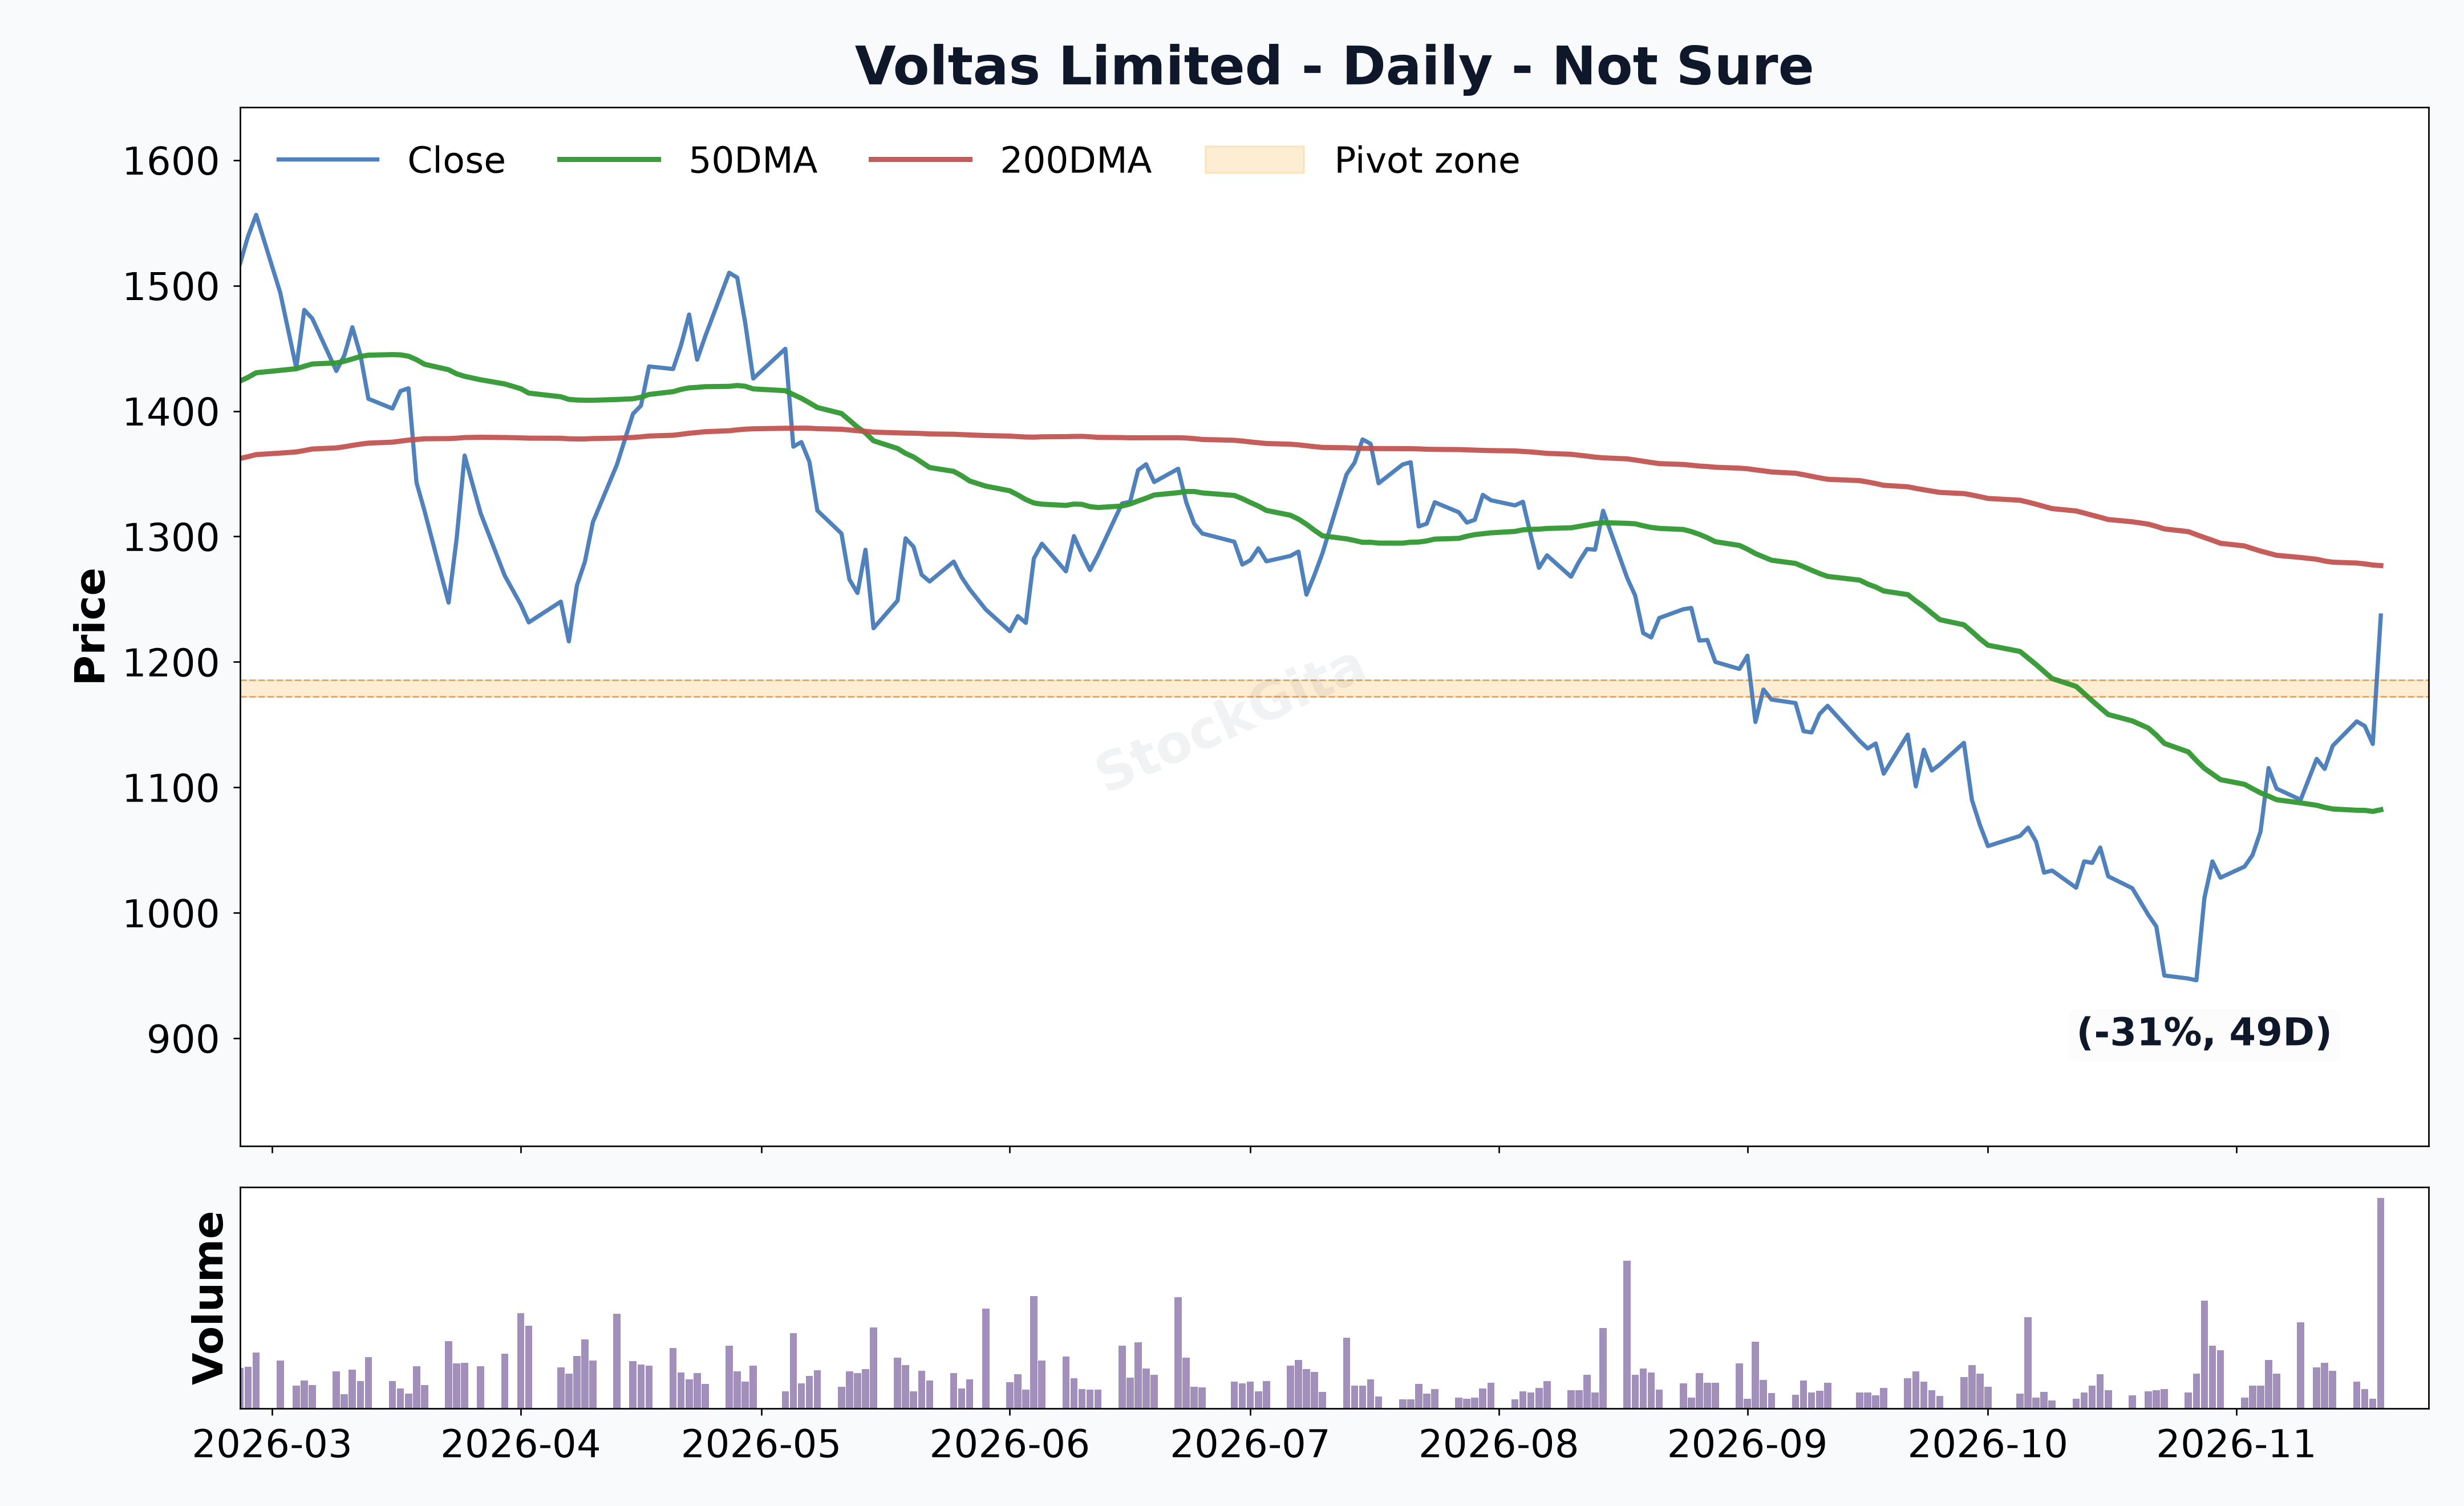 Voltas Limited - Daily - Not Sure
Close 50DMA 200DMA Pivot zone
1600
1500
1400
1300
1200
1100
1000
900
Price
StockGita
(-31%, 49D)
Volume
2026-03 2026-04 2026-05 2026-06 2026-07 2026-08 2026-09 2026-10 2026-11